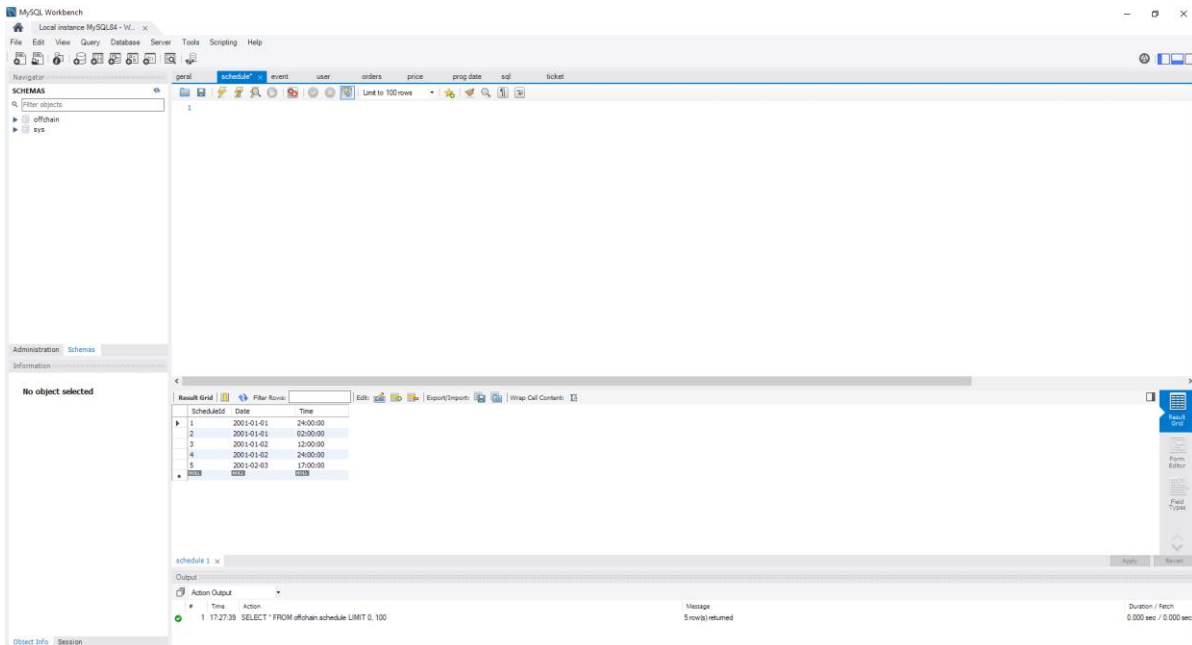 MySQL Workbench
Local instance MySQL84 - W... ×
File Edit View Query Database Server Tools Scripting Help
Navigator
geral schedule* × event user orders price prog date sql ticket
SCHEMAS
Limit to 100 rows
Filter objects
1
offchain
sys
Administration Schemas
Information
No object selected
Result Grid Filter Rows: Edit: Export/Import: Wrap Cell Content:
ScheduleId Date Time
1 2001-01-01 24:00:00
2 2001-01-01 02:00:00
3 2001-01-02 12:00:00
4 2001-01-02 24:00:00
5 2001-02-03 17:00:00
NULL NULL NULL
Result Grid
Form Editor
Field Types
schedule 1 ×
Apply Revert
Output
Action Output
# Time Action Message Duration / Fetch
1 17:27:39 SELECT * FROM offchain.schedule LIMIT 0, 100 5 row(s) returned 0.000 sec / 0.000 sec
Object Info Session